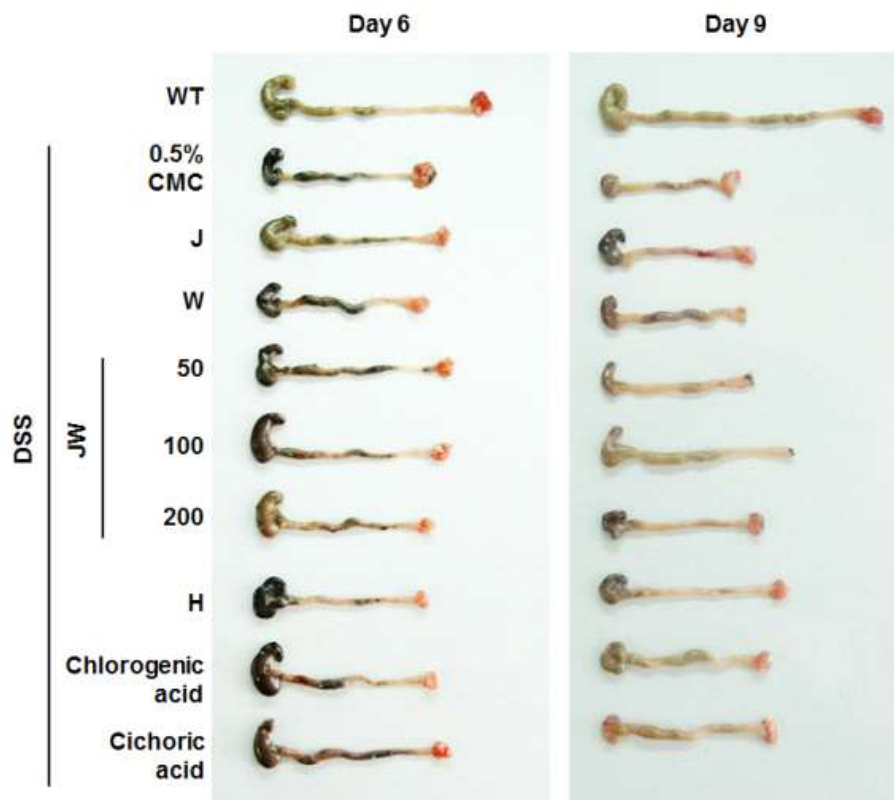 Day 6
Day 9
WT
0.5%
CMC
J
W
50
100
200
H
Chlorogenic
acid
Cichoric
acid
JW
DSS